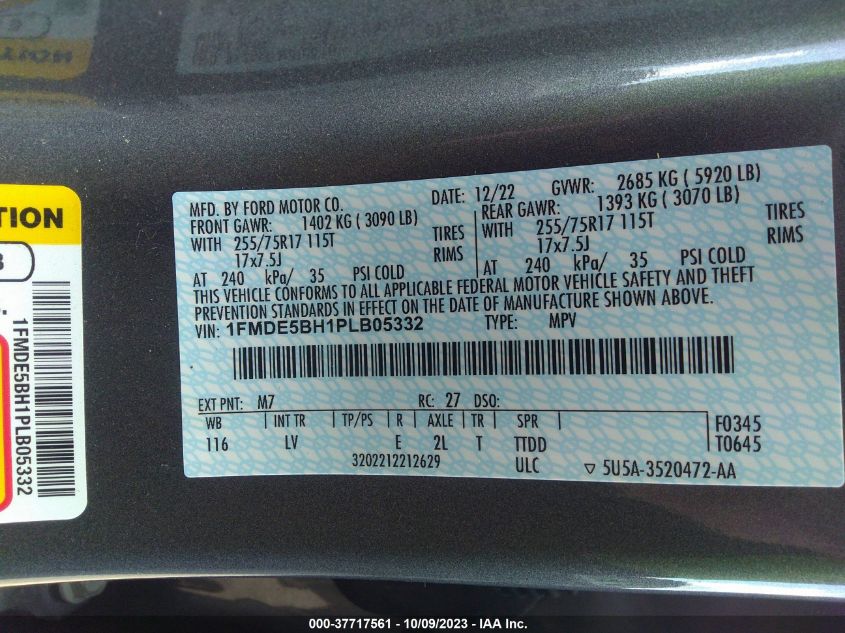 TION
1FMDE5BH1PLB05332
MFD. BY FORD MOTOR CO. DATE: 12/22 GVWR: 2685 KG ( 5920 LB)
FRONT GAWR: 1402 KG ( 3090 LB) REAR GAWR: 1393 KG ( 3070 LB)
WITH 255/75R17 115T TIRES WITH 255/75R17 115T TIRES
17x7.5J RIMS 17x7.5J RIMS
AT 240 kPa/ 35 PSI COLD AT 240 kPa/ 35 PSI COLD
THIS VEHICLE CONFORMS TO ALL APPLICABLE FEDERAL MOTOR VEHICLE SAFETY AND THEFT
PREVENTION STANDARDS IN EFFECT ON THE DATE OF MANUFACTURE SHOWN ABOVE.
VIN: 1FMDE5BH1PLB05332 TYPE: MPV
EXT PNT: M7 RC: 27 DSO:
WB INT TR TP/PS R AXLE TR SPR F0345
116 LV E 2L T TTDD T0645
3202212212629 ULC ▽ 5U5A-3520472-AA
000-37717561 - 10/09/2023 - IAA Inc.